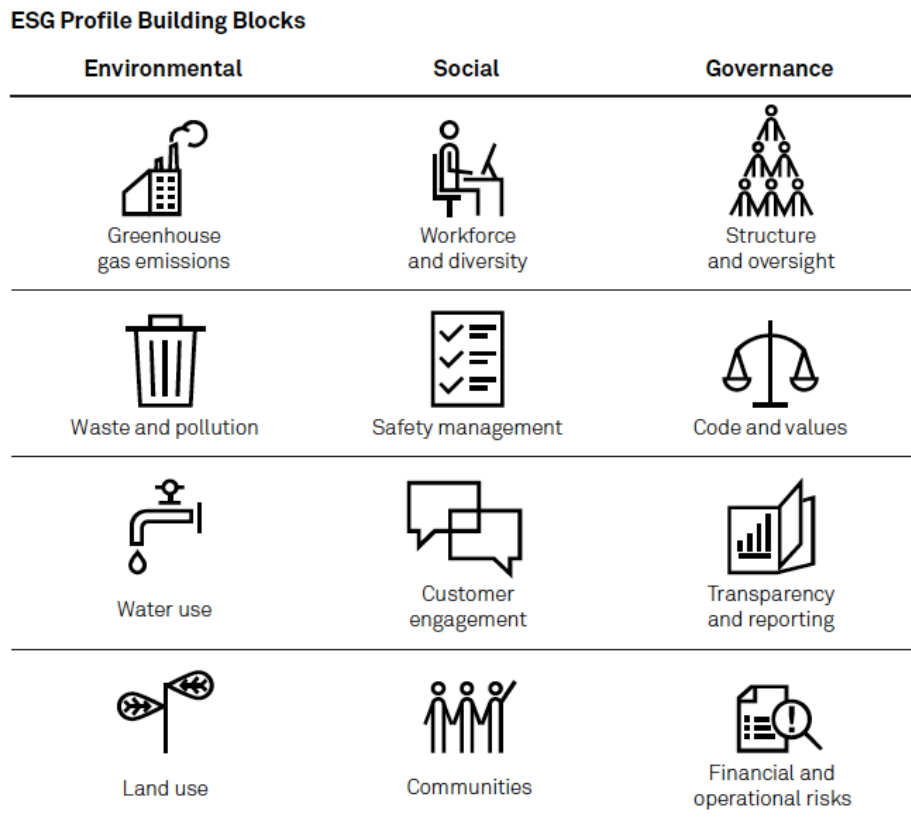 ESG Profile Building Blocks
Environmental
Social
Governance
Greenhouse
gas emissions
Workforce
and diversity
Structure
and oversight
Waste and pollution
Safety management
Code and values
Water use
Customer
engagement
Transparency
and reporting
Land use
Communities
Financial and
operational risks